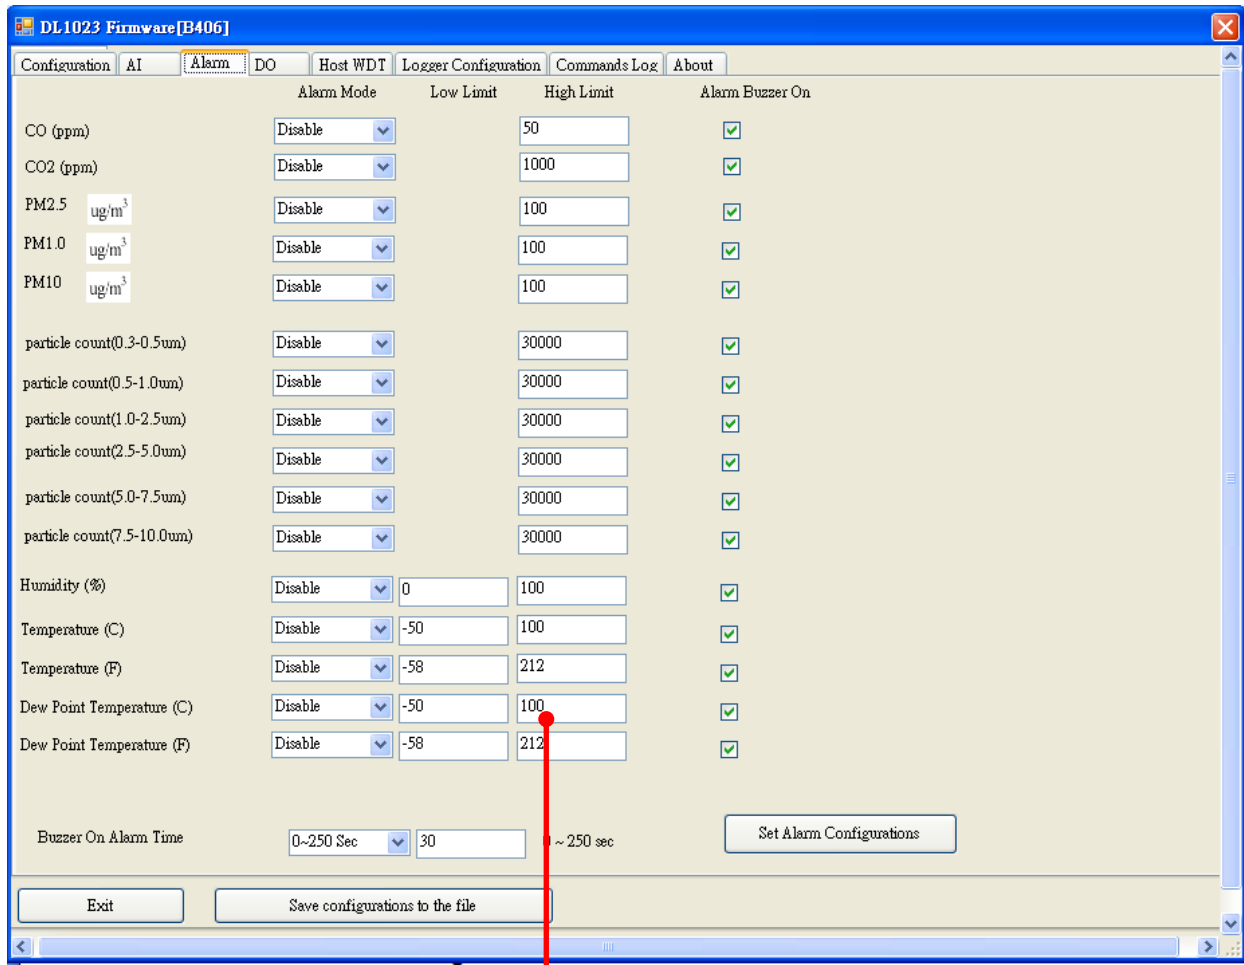 DL1023 Firmware[B406]
Configuration AI Alarm DO Host WDT Logger Configuration Commands Log About
Alarm Mode Low Limit High Limit Alarm Buzzer On
CO (ppm) Disable 50
CO2 (ppm) Disable 1000
PM2.5 ug/m³ Disable 100
PM1.0 ug/m³ Disable 100
PM10 ug/m³ Disable 100
particle count(0.3-0.5um) Disable 30000
particle count(0.5-1.0um) Disable 30000
particle count(1.0-2.5um) Disable 30000
particle count(2.5-5.0um) Disable 30000
particle count(5.0-7.5um) Disable 30000
particle count(7.5-10.0um) Disable 30000
Humidity (%) Disable 0 100
Temperature (C) Disable -50 100
Temperature (F) Disable -58 212
Dew Point Temperature (C) Disable -50 100
Dew Point Temperature (F) Disable -58 212
Buzzer On Alarm Time 0~250 Sec 30 0 ~ 250 sec Set Alarm Configurations
Exit Save configurations to the file